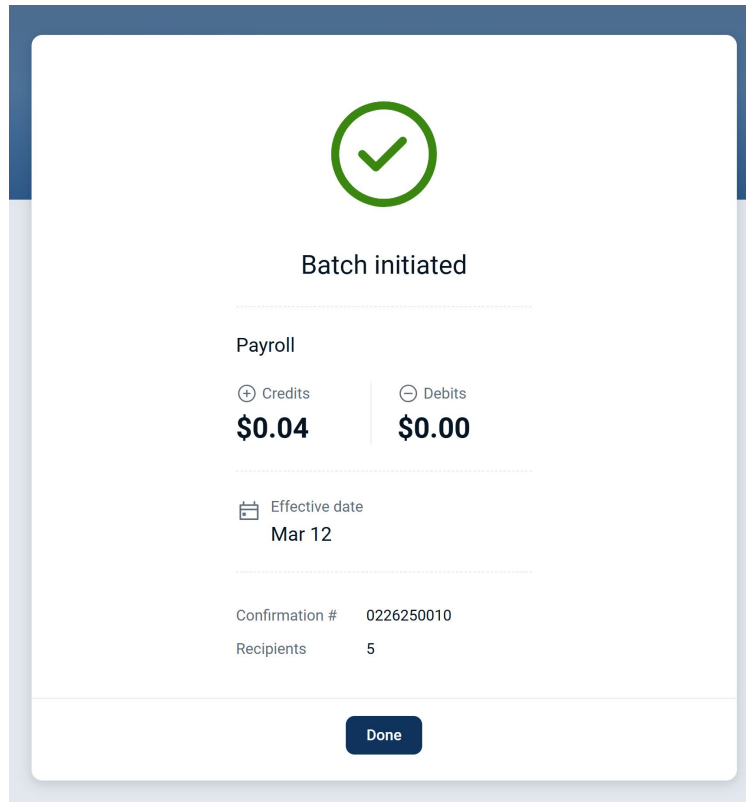 Batch initiated
Payroll
Credits
Debits
$0.04
$0.00
Effective date
Mar 12
Confirmation # 0226250010
Recipients 5
Done